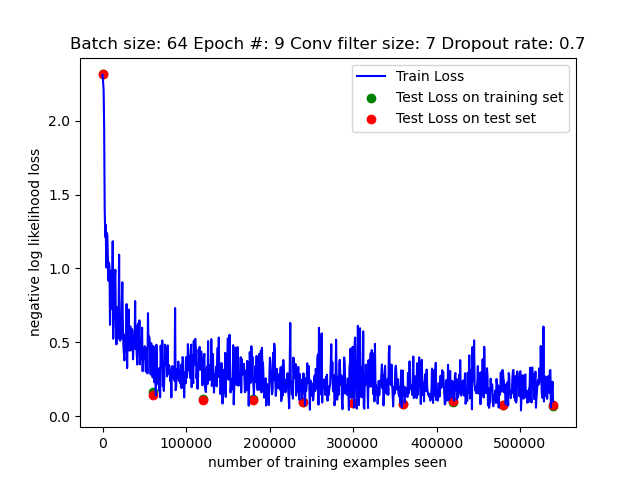 Batch size: 64 Epoch #: 9 Conv filter size: 7 Dropout rate: 0.7
Train Loss
Test Loss on training set
Test Loss on test set
negative log likelihood loss
2.0
1.5
1.0
0.5
0.0
0 100000 200000 300000 400000 500000
number of training examples seen